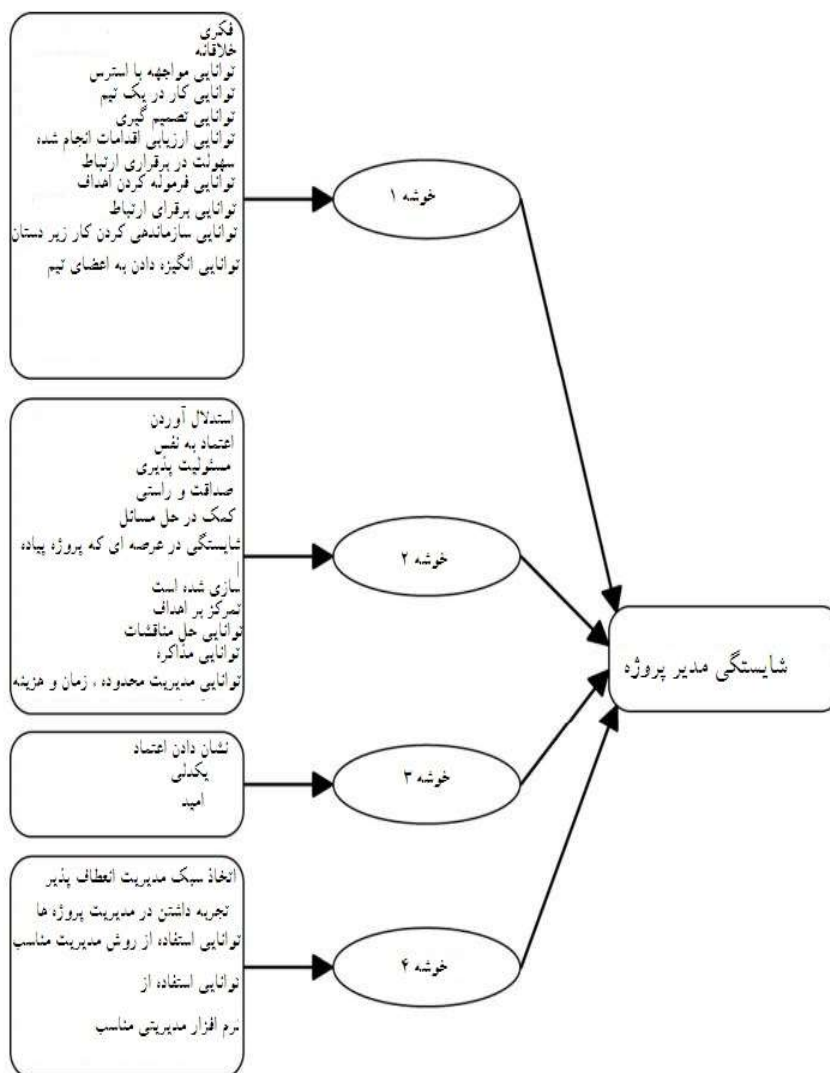 فکری
خلاقانه
توانایی مواجهه با استرس
توانایی کار در یک تیم
توانایی تصمیم گیری
توانایی ارزیابی اقدامات انجام شده
سهولت در برقراری ارتباط
توانایی فرموله کردن اهداف
توانایی برقرای ارتباط
توانایی سازماندهی کردن کار زیر دستان
توانایی انگیزه دادن به اعضای تیم
خوشه ۱
استدلال آوردن
اعتماد به نفس
مسئولیت پذیری
صداقت و راستی
کمک در حل مسائل
شایستگی در عرصه ای که پروژه پیاده
سازی شده است
تمرکز بر اهداف
توانایی حل مناقشات
توانایی مذاکره
توانایی مدیریت محدوده ، زمان و هزینه
خوشه ۲
شایستگی مدیر پروژه
نشان دادن اعتماد
یکدلی
امید
خوشه ۳
اتخاذ سبک مدیریت انعطاف پذیر
تجربه داشتن در مدیریت پروژه ها
توانایی استفاده از روش مدیریت مناسب
توانایی استفاده از
نرم افزار مدیریتی مناسب
خوشه ۴